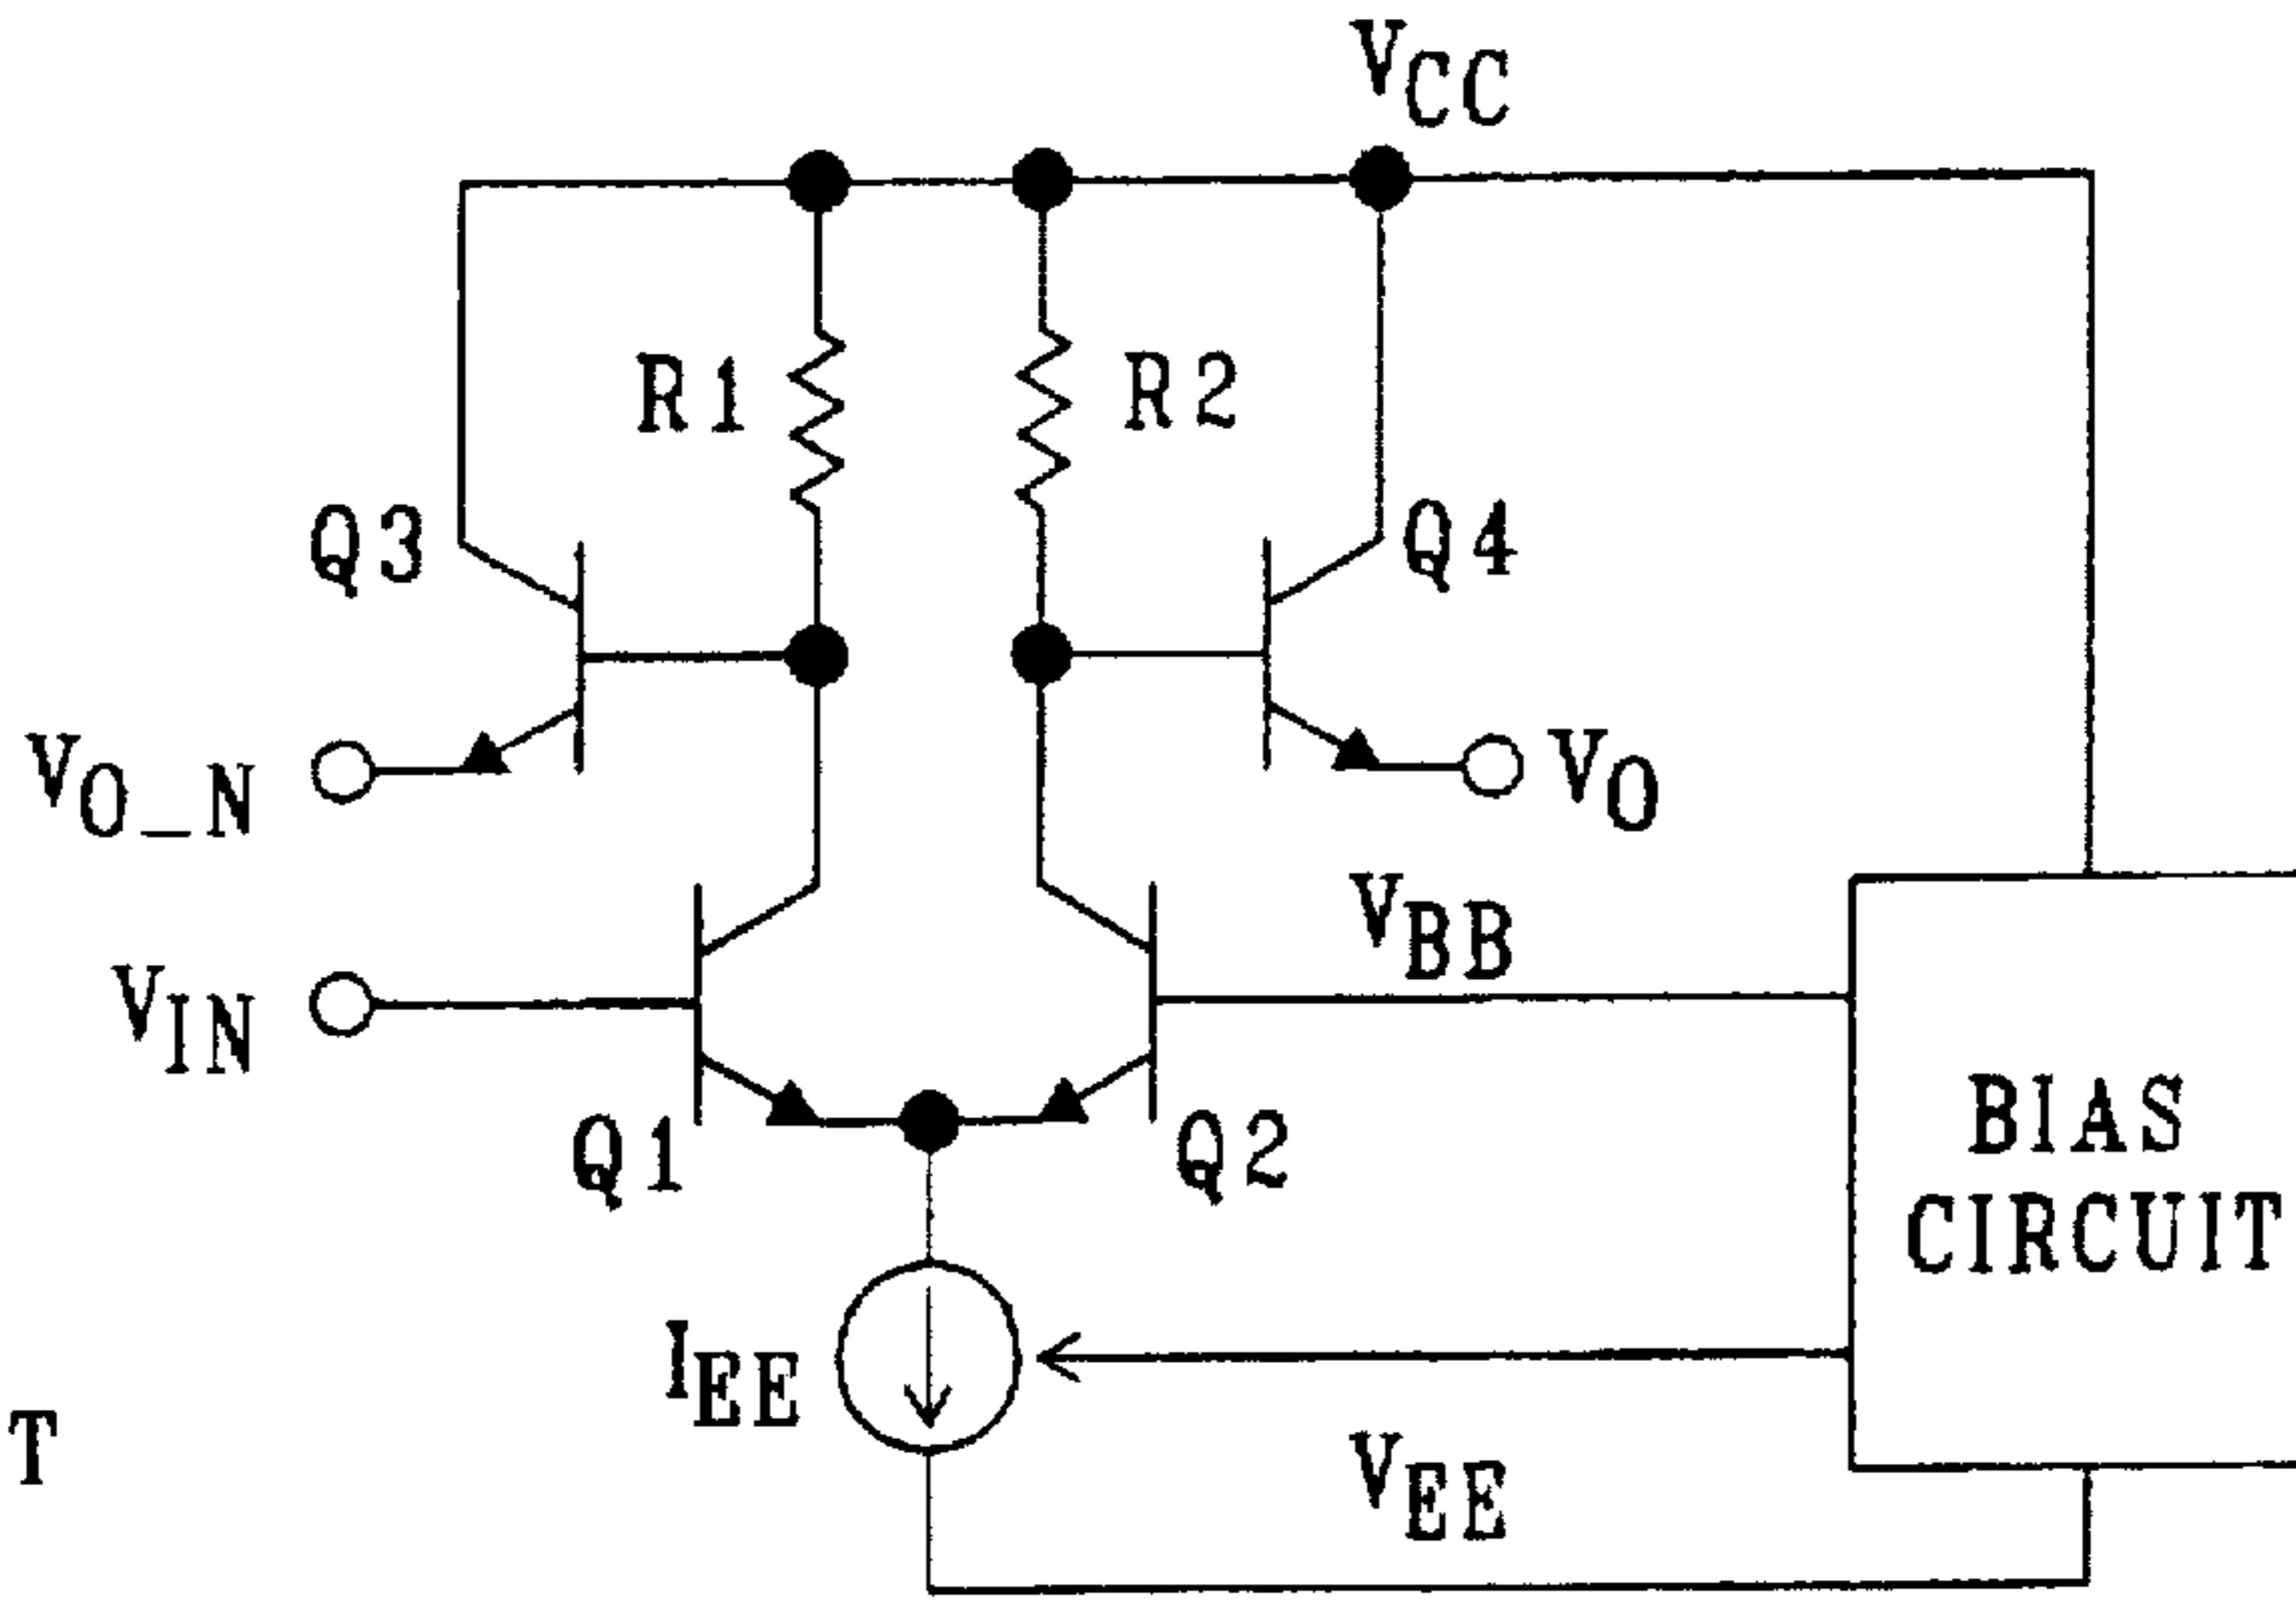 VCC
R1
R2
Q3
Q4
VO_N
VO
VBB
VIN
BIAS
CIRCUIT
Q1
Q2
IEE
T
VEE